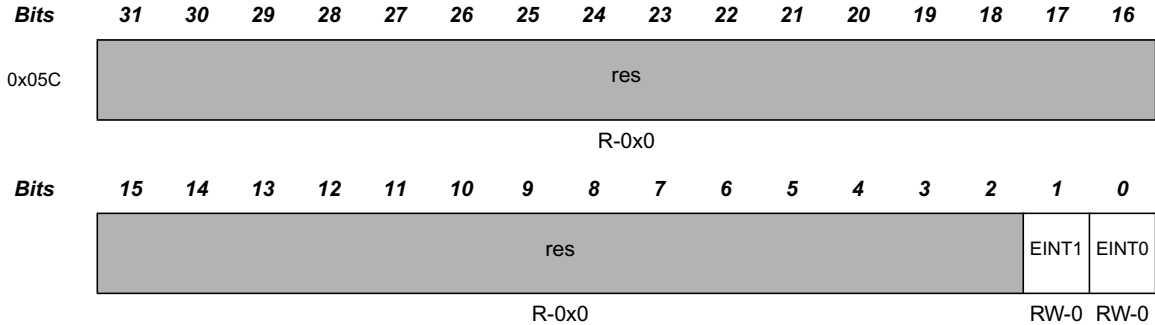 Bits 31 30 29 28 27 26 25 24 23 22 21 20 19 18 17 16
0x05C res
R-0x0
Bits 15 14 13 12 11 10 9 8 7 6 5 4 3 2 1 0
res EINT1 EINT0
R-0x0 RW-0 RW-0